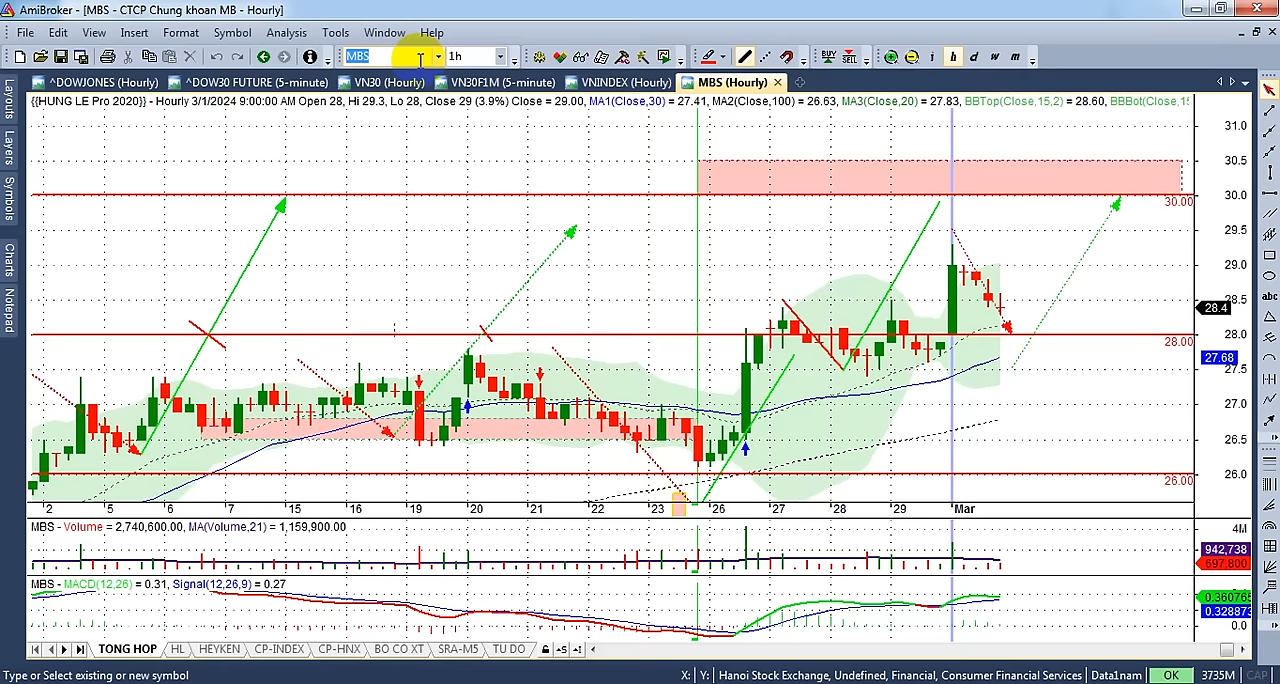 AmiBroker - [MBS - CTCP Chung khoan MB - Hourly]
File Edit View Insert Format Symbol Analysis Tools Window Help
MBS 1h BUY SELL i h d w m
^DOWJONES (Hourly) ^DOW30 FUTURE (5-minute) VN30 (Hourly) VN30F1M (5-minute) VNINDEX (Hourly) MBS (Hourly)
Layouts
Layers
Symbols
Charts
Notepad
{{HUNG LE Pro 2020}} - Hourly 3/1/2024 9:00:00 AM Open 28, Hi 29.3, Lo 28, Close 29 (3.9%) Close = 29.00, MA1(Close,30) = 27.41, MA2(Close,100) = 26.63, MA3(Close,20) = 27.83, BBTop(Close,15,2) = 28.60, BBBot(Close,15
31.0
30.5
30.0
30.00
29.5
29.0
28.5
28.4
28.0
28.00
27.68
27.5
27.0
26.5
26.0
26.00
2 5 6 7 15 16 19 20 21 22 23 26 27 28 29 Mar
MBS - Volume = 2,740,600.00, MA(Volume,21) = 1,159,900.00
4M
942,738
697,800
MBS - MACD(12,26) = 0.31, Signal(12,26,9) = 0.27
0.360765
0.328873
0.0
abc
TONG HOP HL HEYKEN CP-INDEX CP-HNX BO CO XT SRA-M5 TU DO
Type or Select existing or new symbol X: Y: Hanoi Stock Exchange, Undefined, Financial, Consumer Financial Services Data1nam OK 3735M CAP